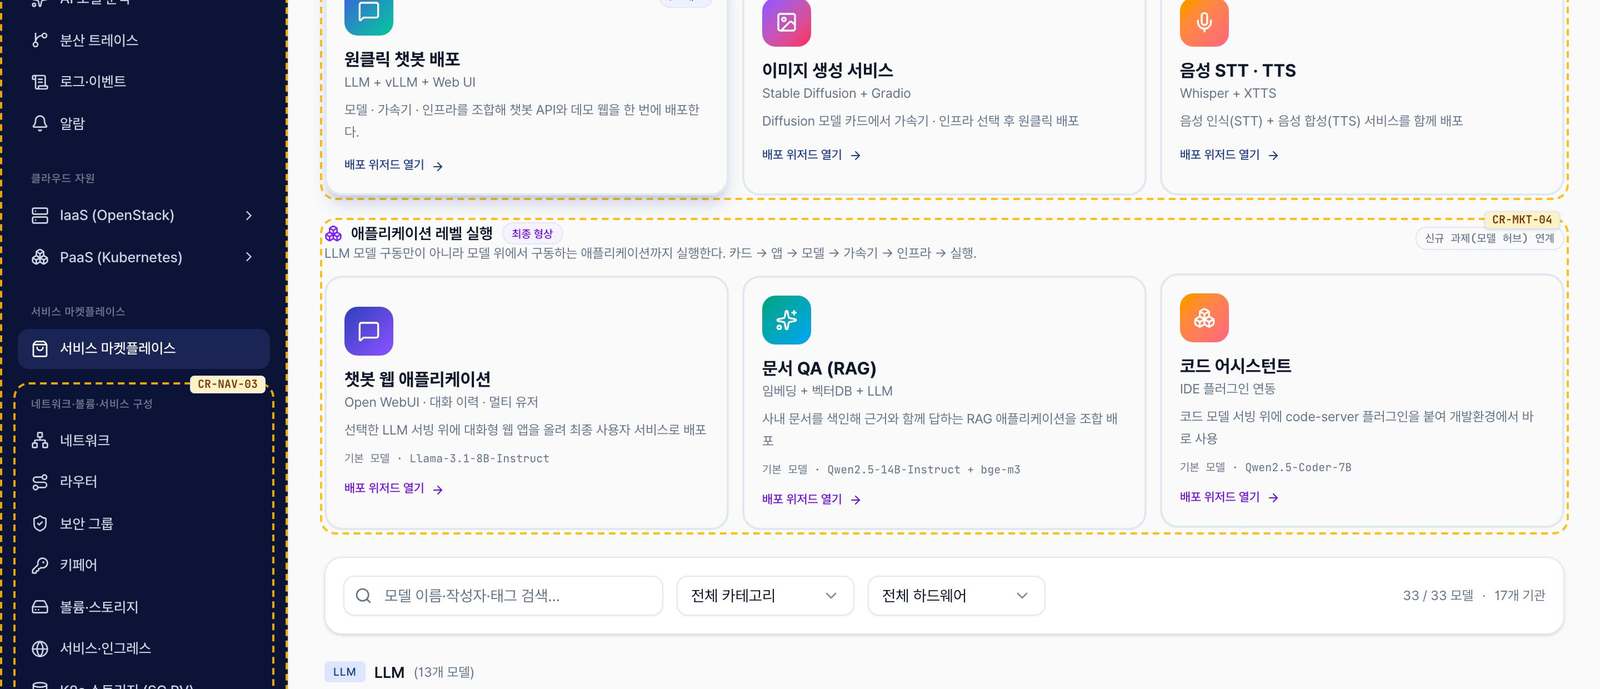 분산 트레이스
로그·이벤트
알람
클라우드 자원
IaaS (OpenStack)
PaaS (Kubernetes)
서비스 마켓플레이스
서비스 마켓플레이스
CR-NAV-03
네트워크·볼륨·서비스 구성
네트워크
라우터
보안 그룹
키페어
볼륨·스토리지
서비스·인그레스
원클릭 챗봇 배포
LLM + vLLM + Web UI
모델 · 가속기 · 인프라를 조합해 챗봇 API와 데모 웹을 한 번에 배포한
다.
배포 위저드 열기 →
이미지 생성 서비스
Stable Diffusion + Gradio
Diffusion 모델 카드에서 가속기 · 인프라 선택 후 원클릭 배포
배포 위저드 열기 →
음성 STT · TTS
Whisper + XTTS
음성 인식(STT) + 음성 합성(TTS) 서비스를 함께 배포
배포 위저드 열기 →
CR-MKT-04
애플리케이션 레벨 실행 최종 형상
신규 과제(모델 허브) 연계
LLM 모델 구동만이 아니라 모델 위에서 구동하는 애플리케이션까지 실행한다. 카드 → 앱 → 모델 → 가속기 → 인프라 → 실행.
챗봇 웹 애플리케이션
Open WebUI · 대화 이력 · 멀티 유저
선택한 LLM 서빙 위에 대화형 웹 앱을 올려 최종 사용자 서비스로 배포
기본 모델 · Llama-3.1-8B-Instruct
배포 위저드 열기 →
문서 QA (RAG)
임베딩 + 벡터DB + LLM
사내 문서를 색인해 근거와 함께 답하는 RAG 애플리케이션을 조합 배
포
기본 모델 · Qwen2.5-14B-Instruct + bge-m3
배포 위저드 열기 →
코드 어시스턴트
IDE 플러그인 연동
코드 모델 서빙 위에 code-server 플러그인을 붙여 개발환경에서 바
로 사용
기본 모델 · Qwen2.5-Coder-7B
배포 위저드 열기 →
모델 이름·작성자·태그 검색...
전체 카테고리
전체 하드웨어
33 / 33 모델 · 17개 기관
LLM LLM (13개 모델)